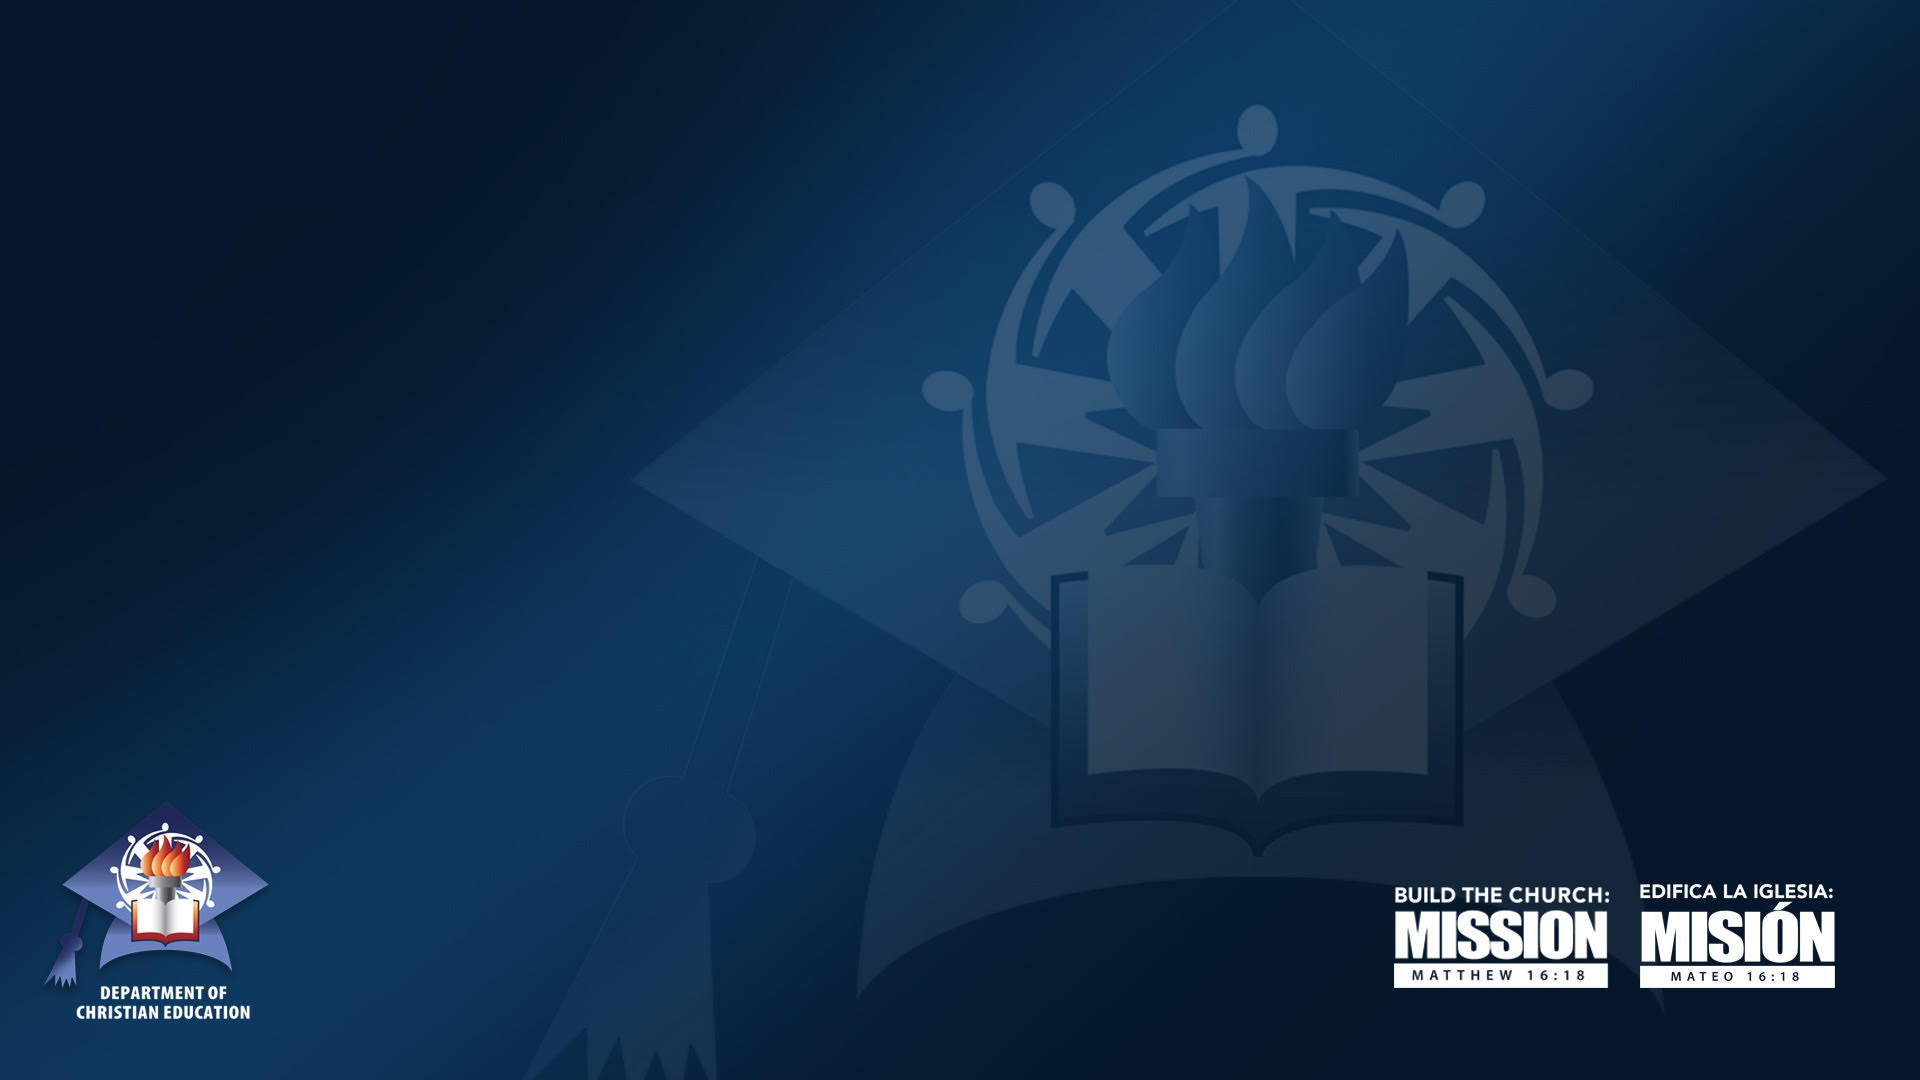 DEPARTMENT OF
CHRISTIAN EDUCATION
BUILD THE CHURCH:
MISSION
MATTHEW 16:18
EDIFICA LA IGLESIA:
MISIÓN
MATEO 16:18